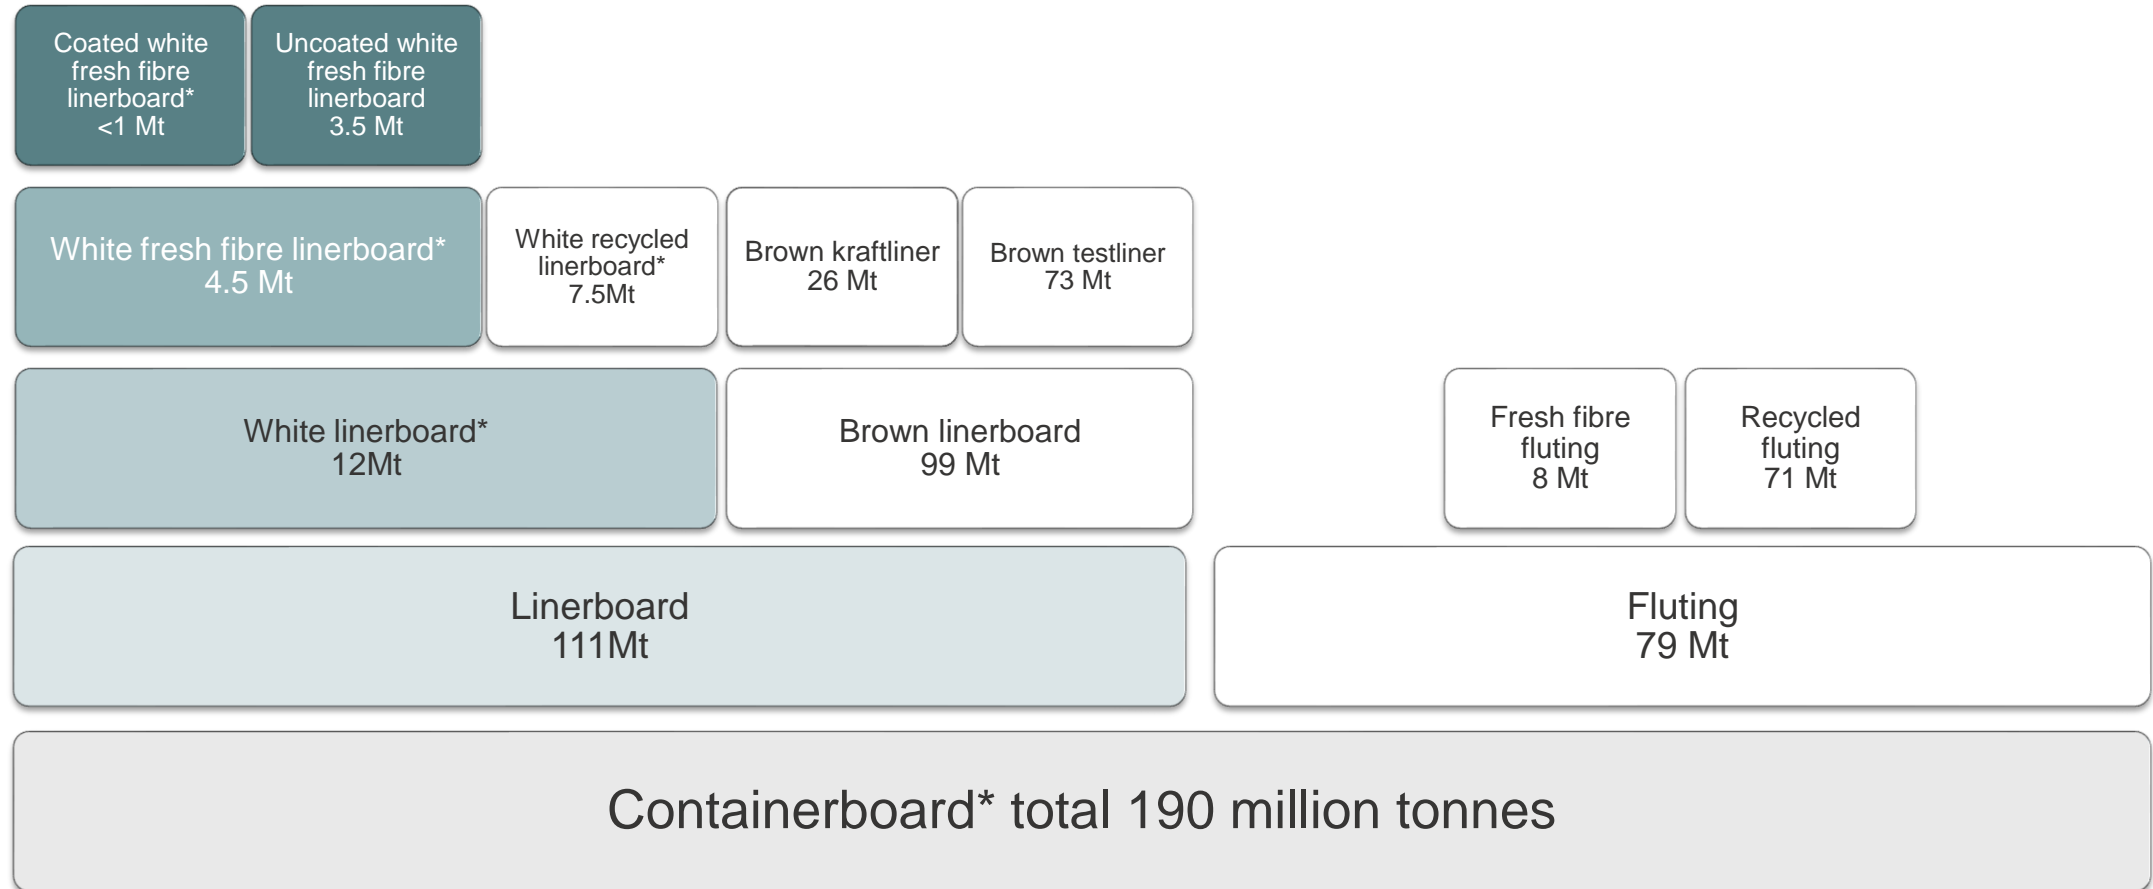 Coated white
fresh fibre
linerboard*
<1 Mt
Uncoated white
fresh fibre
linerboard
3.5 Mt
White fresh fibre linerboard*
4.5 Mt
White recycled
linerboard*
7.5Mt
Brown kraftliner
26 Mt
Brown testliner
73 Mt
White linerboard*
12Mt
Brown linerboard
99 Mt
Fresh fibre
fluting
8 Mt
Recycled
fluting
71 Mt
Linerboard
111Mt
Fluting
79 Mt
Containerboard* total 190 million tonnes